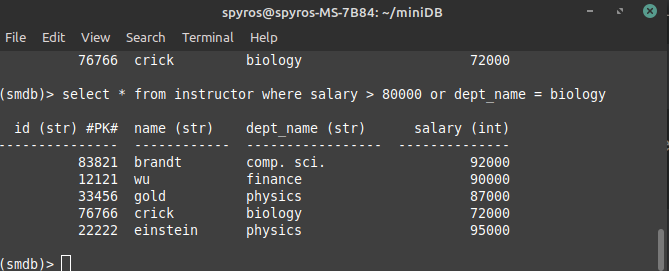 spyros@spyros-MS-7B84: ~/miniDB
File Edit View Search Terminal Help
76766 crick biology 72000
(smdb)> select * from instructor where salary > 80000 or dept_name = biology
id (str) #PK# name (str) dept_name (str) salary (int)
--------------- ------------ ----------------- --------------
83821 brandt comp. sci. 92000
12121 wu finance 90000
33456 gold physics 87000
76766 crick biology 72000
22222 einstein physics 95000
(smdb)>